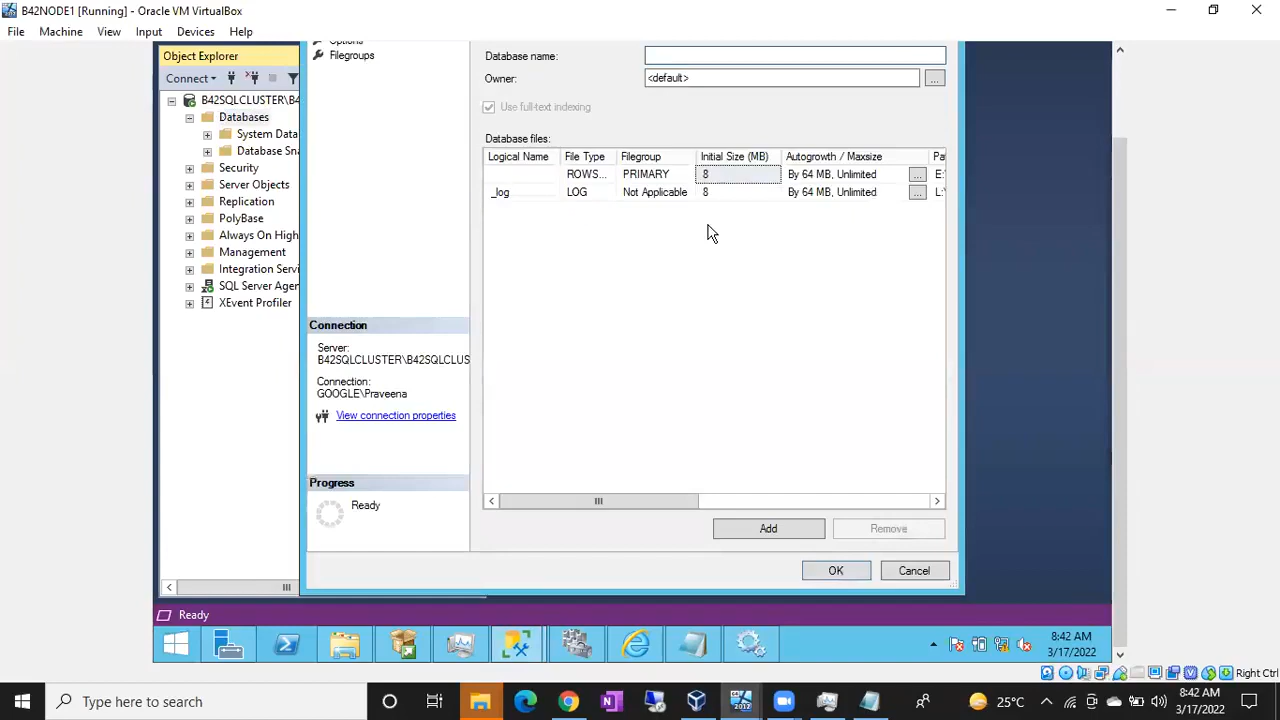 B42NODE1 [Running] - Oracle VM VirtualBox
File Machine View Input Devices Help
Object Explorer
Connect
B42SQLCLUSTER\B4
Databases
System Data
Database Sna
Security
Server Objects
Replication
PolyBase
Always On High
Management
Integration Servi
SQL Server Agen
XEvent Profiler
Options
Filegroups
Connection
Server:
B42SQLCLUSTER\B42SQLCLUS
Connection:
GOOGLE\Praveena
View connection properties
Progress
Ready
Database name:
Owner: <default> ...
Use full-text indexing
Database files:
Logical Name File Type Filegroup Initial Size (MB) Autogrowth / Maxsize Pa
ROWS... PRIMARY 8 By 64 MB, Unlimited ... E:
_log LOG Not Applicable 8 By 64 MB, Unlimited ... L:\
Add Remove
OK Cancel
Ready
8:42 AM
3/17/2022
Right Ctrl
Type here to search
2012
25°C
8:42 AM
3/17/2022